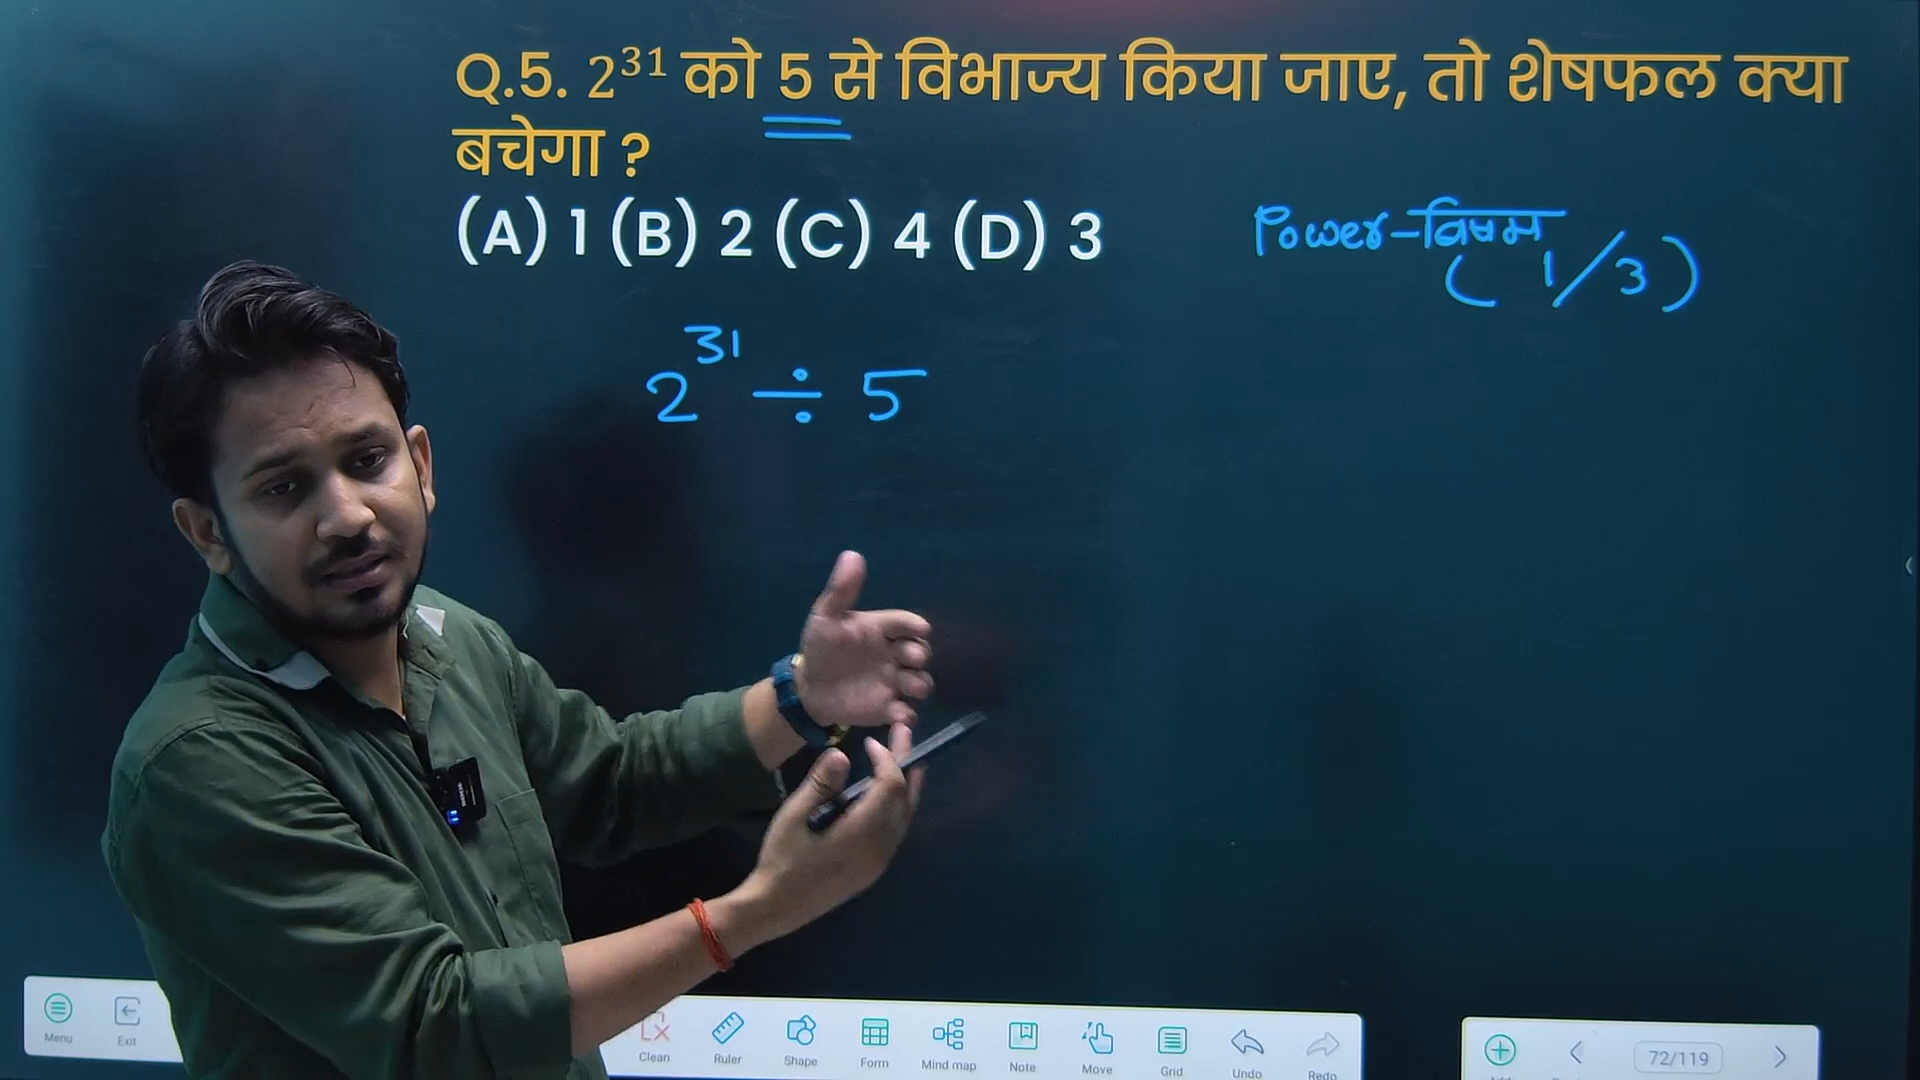 Q.5. 2³¹ को 5 से विभाज्य किया जाए, तो शेषफल क्या
बचेगा ?
(A) 1 (B) 2 (C) 4 (D) 3
Power-विषम
( 1/3 )
2³¹ ÷ 5
Menu Exit Clean Ruler Shape Form Mind map Note Move Grid Undo Redo 72/119